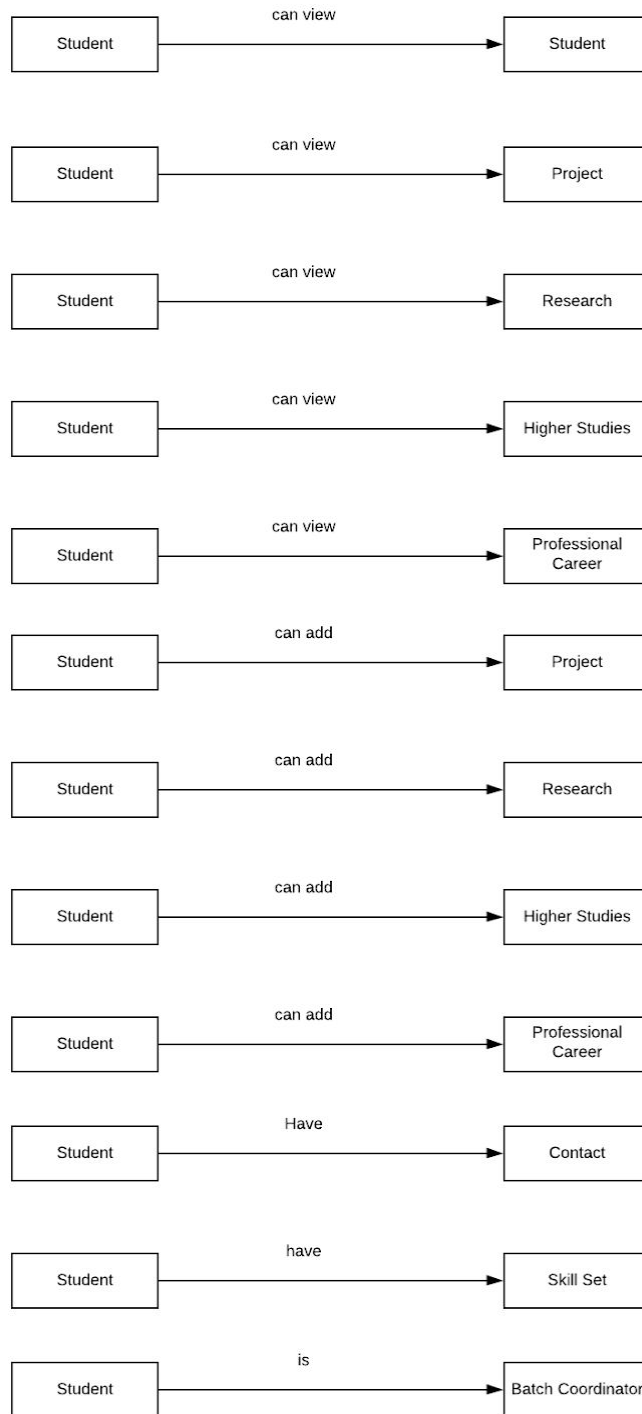 can view
Student
Student
can view
Student
Project
can view
Student
Research
can view
Student
Higher Studies
can view
Student
Professional
Career
can add
Student
Project
can add
Student
Research
can add
Student
Higher Studies
can add
Student
Professional
Career
Have
Student
Contact
have
Student
Skill Set
is
Student
Batch Coordinator